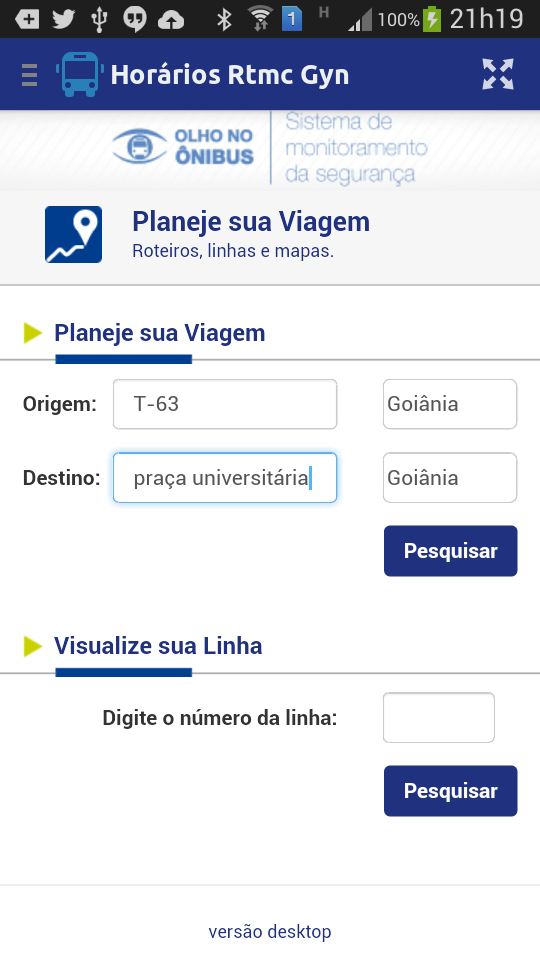 1 H 100% 21h19
Horários Rtmc Gyn
OLHO NO
ÔNIBUS
Sistema de
monitoramento
da segurança
Planeje sua Viagem
Roteiros, linhas e mapas.
Planeje sua Viagem
Origem: T-63 Goiânia
Destino: praça universitária Goiânia
Pesquisar
Visualize sua Linha
Digite o número da linha:
Pesquisar
versão desktop